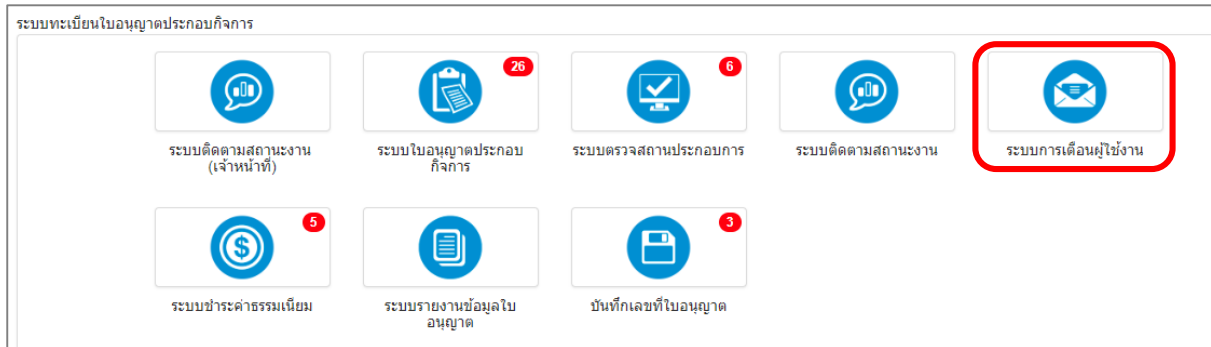 ระบบทะเบียนใบอนุญาตประกอบกิจการ
26
6
ระบบติดตามสถานะงาน
(เจ้าหน้าที่)
ระบบใบอนุญาตประกอบ
กิจการ
ระบบตรวจสถานประกอบการ
ระบบติดตามสถานะงาน
ระบบการเตือนผู้ใช้งาน
5
3
ระบบชำระค่าธรรมเนียม
ระบบรายงานข้อมูลใบ
อนุญาต
บันทึกเลขที่ใบอนุญาต